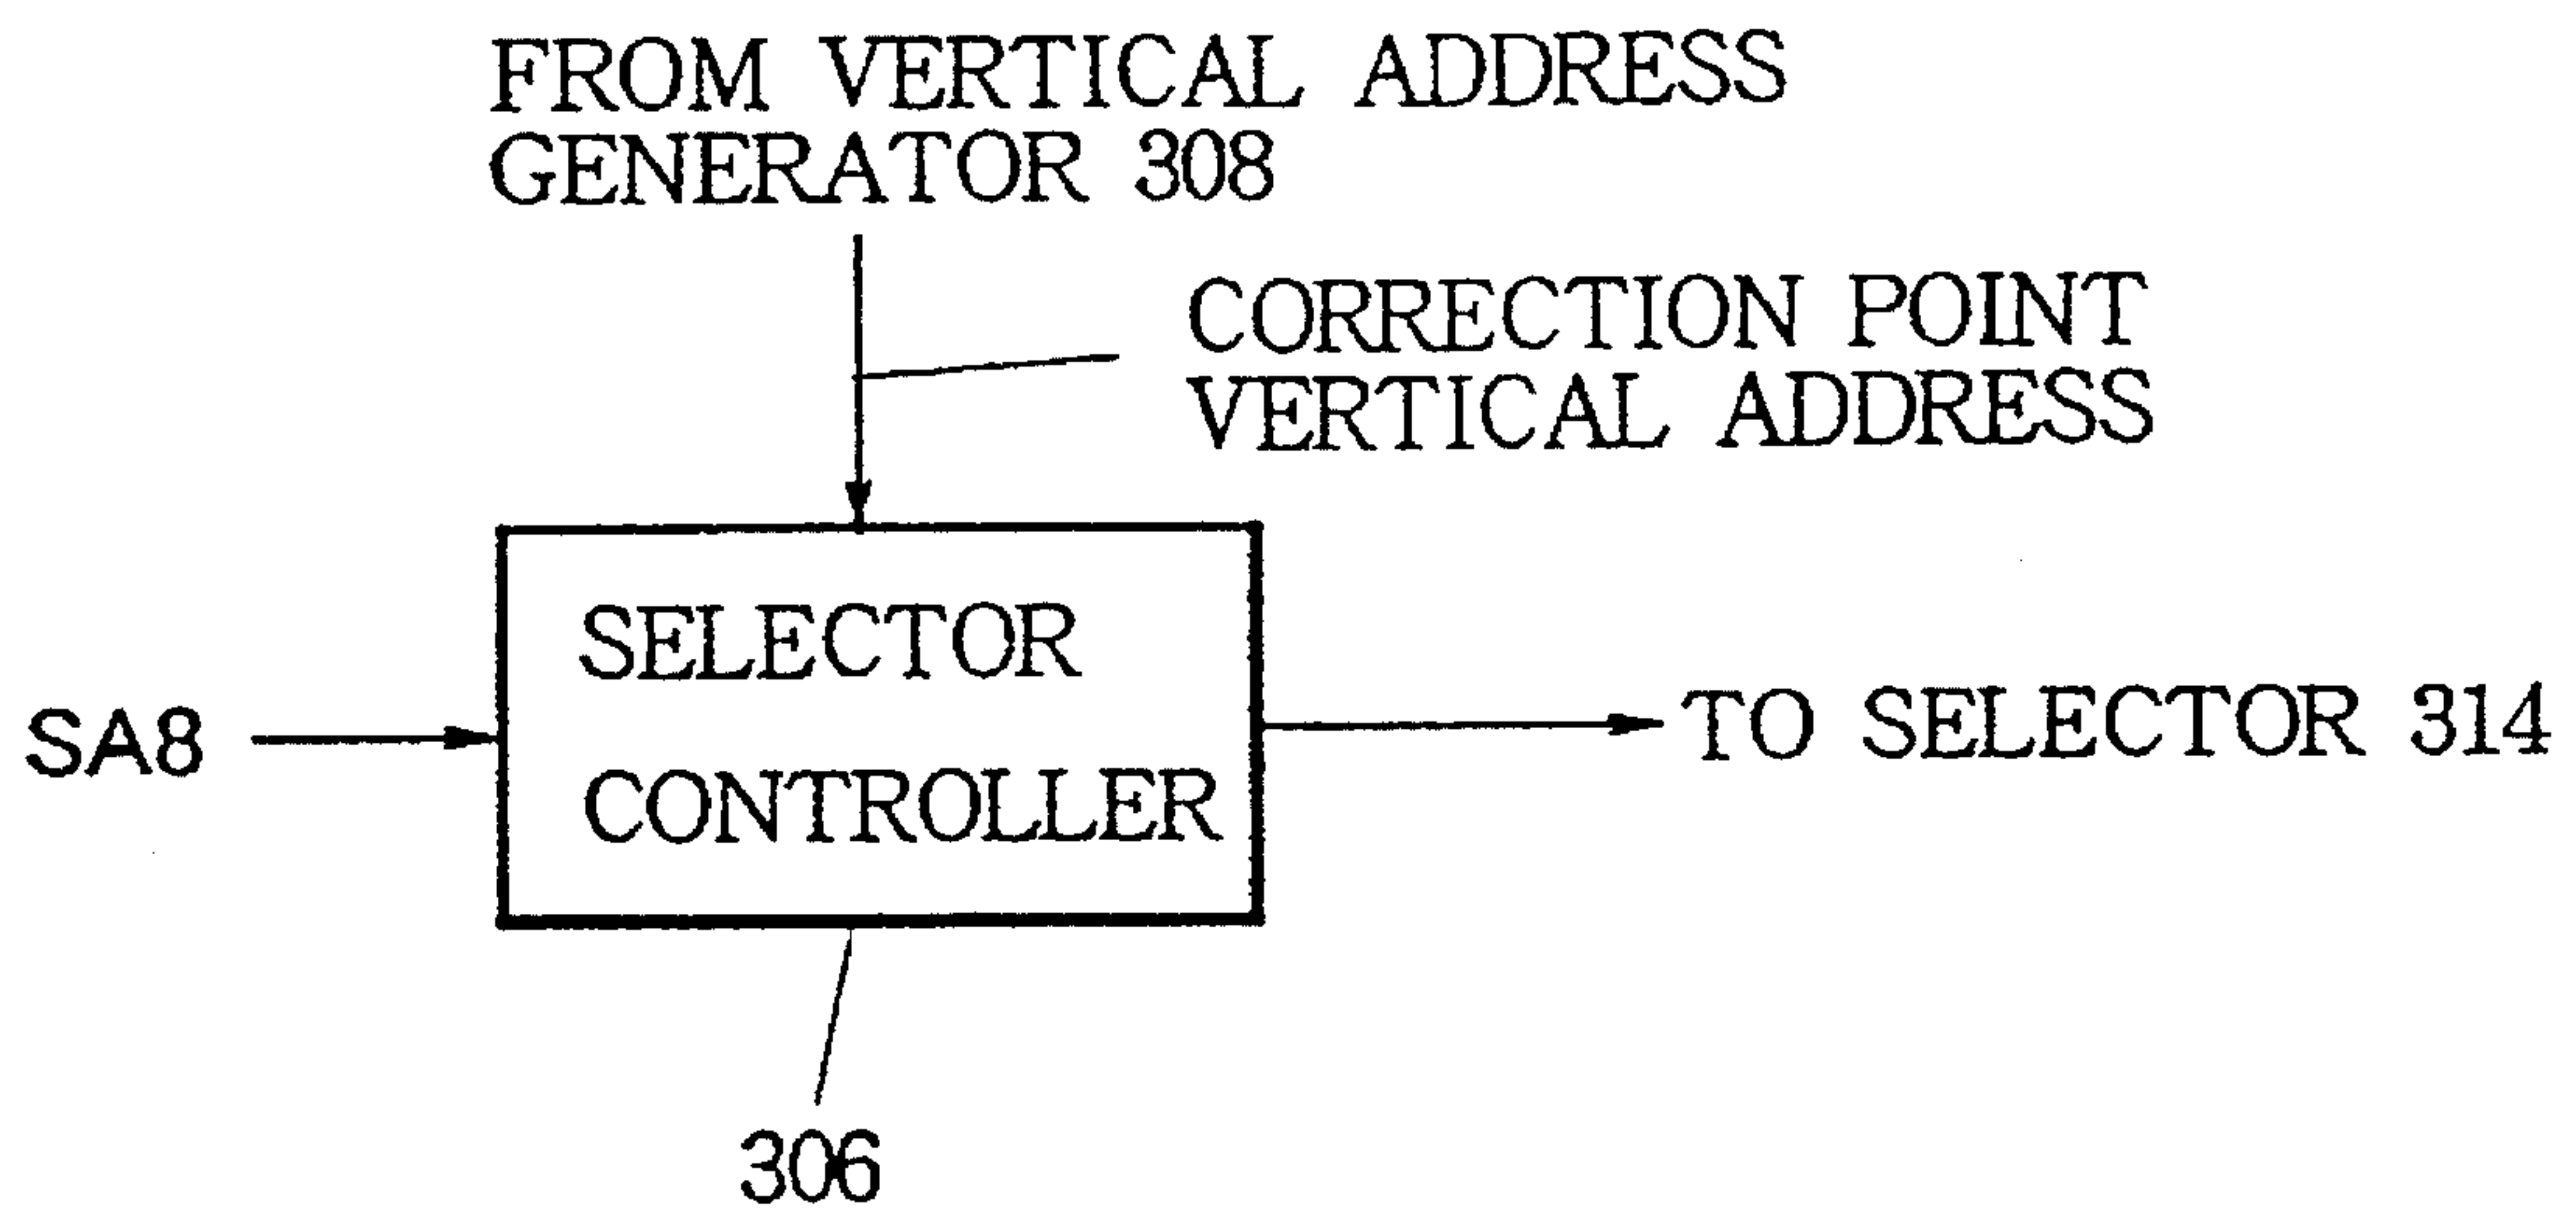 FROM VERTICAL ADDRESS
GENERATOR 308
CORRECTION POINT
VERTICAL ADDRESS
SELECTOR
CONTROLLER
SA8
TO SELECTOR 314
306